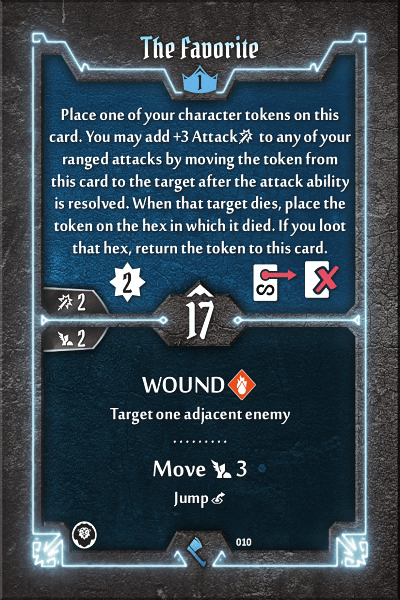 The Favorite
1
Place one of your character tokens on this
card. You may add +3 Attack to any of your
ranged attacks by moving the token from
this card to the target after the attack ability
is resolved. When that target dies, place the
token on the hex in which it died. If you loot
that hex, return the token to this card.
2
2
17
2
WOUND
Target one adjacent enemy
Move 3
Jump
010